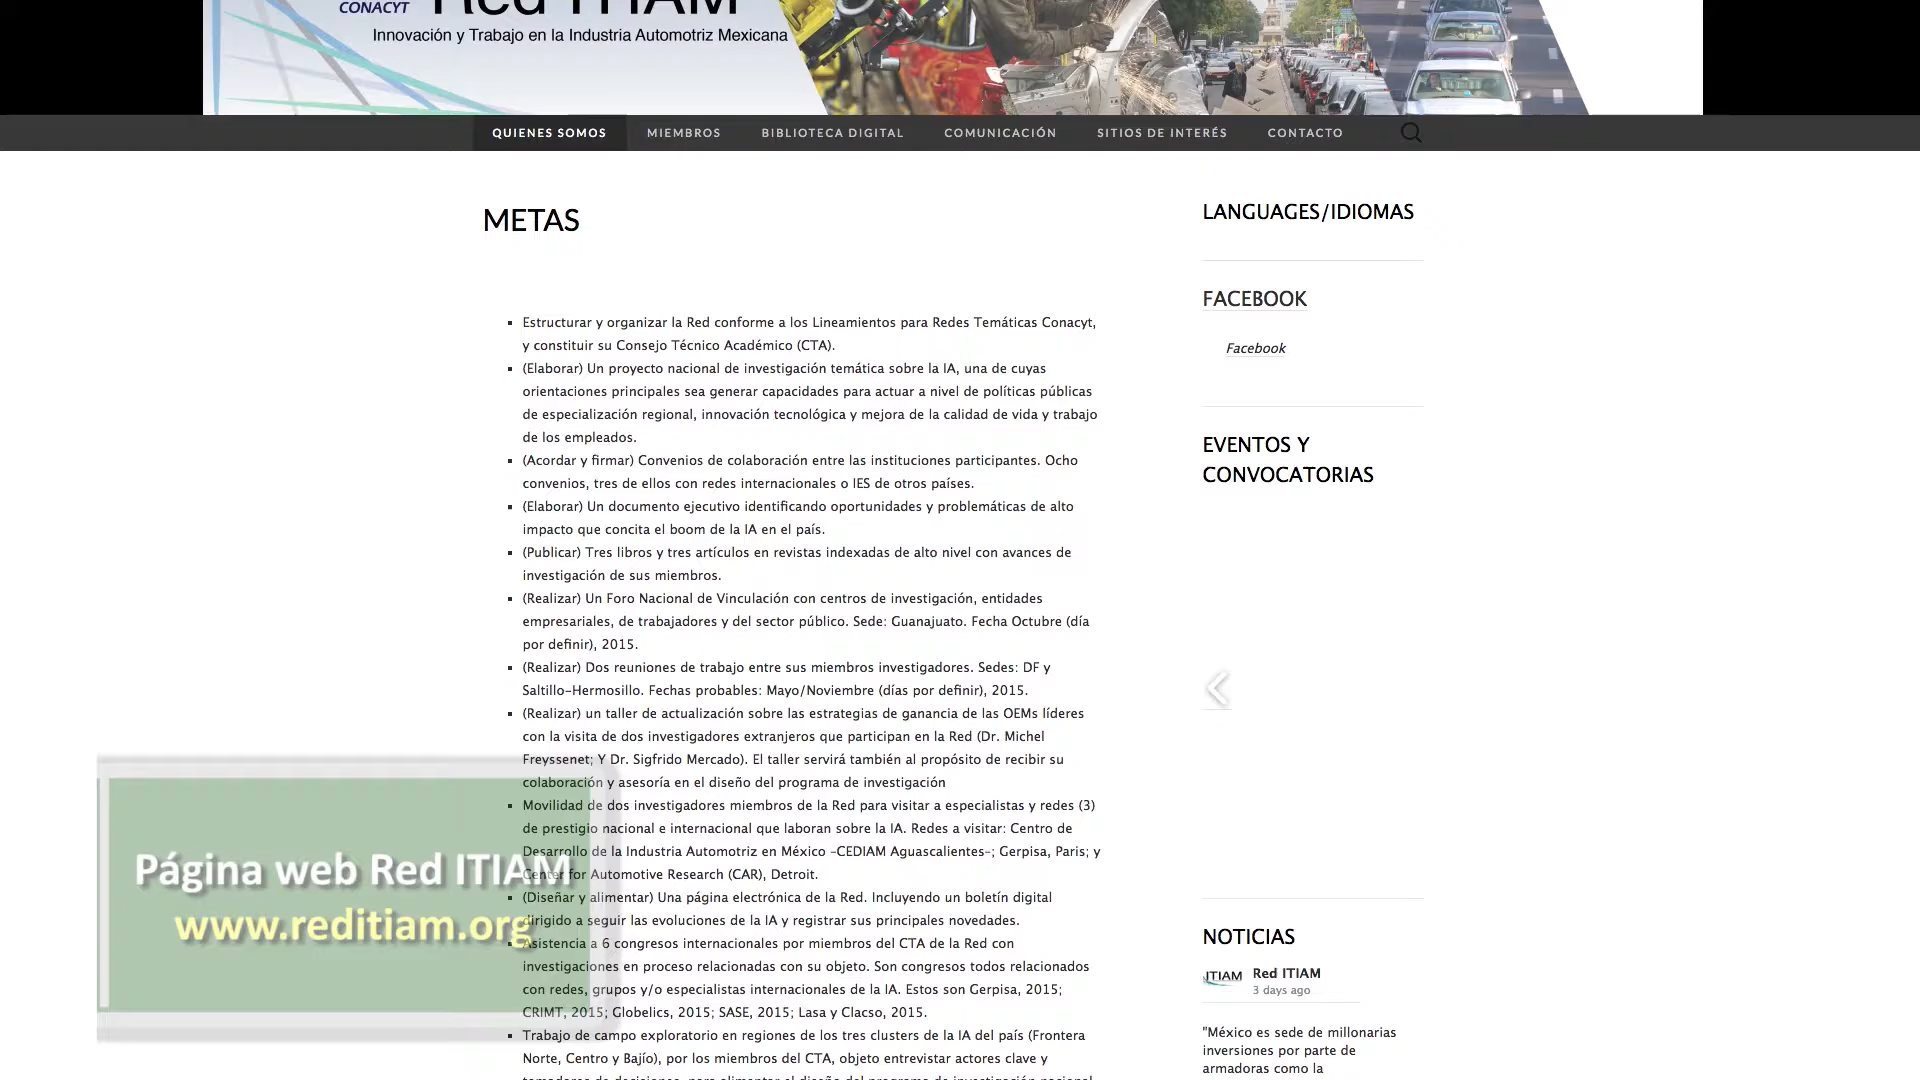 CONACYT Red ITIAM
Innovación y Trabajo en la Industria Automotriz Mexicana
QUIENES SOMOS MIEMBROS BIBLIOTECA DIGITAL COMUNICACIÓN SITIOS DE INTERÉS CONTACTO
METAS
Estructurar y organizar la Red conforme a los Lineamientos para Redes Temáticas Conacyt,
y constituir su Consejo Técnico Académico (CTA).
(Elaborar) Un proyecto nacional de investigación temática sobre la IA, una de cuyas
orientaciones principales sea generar capacidades para actuar a nivel de políticas públicas
de especialización regional, innovación tecnológica y mejora de la calidad de vida y trabajo
de los empleados.
(Acordar y firmar) Convenios de colaboración entre las instituciones participantes. Ocho
convenios, tres de ellos con redes internacionales o IES de otros países.
(Elaborar) Un documento ejecutivo identificando oportunidades y problemáticas de alto
impacto que concita el boom de la IA en el país.
(Publicar) Tres libros y tres artículos en revistas indexadas de alto nivel con avances de
investigación de sus miembros.
(Realizar) Un Foro Nacional de Vinculación con centros de investigación, entidades
empresariales, de trabajadores y del sector público. Sede: Guanajuato. Fecha Octubre (día
por definir), 2015.
(Realizar) Dos reuniones de trabajo entre sus miembros investigadores. Sedes: DF y
Saltillo-Hermosillo. Fechas probables: Mayo/Noviembre (días por definir), 2015.
(Realizar) un taller de actualización sobre las estrategias de ganancia de las OEMs líderes
con la visita de dos investigadores extranjeros que participan en la Red (Dr. Michel
Freyssenet; Y Dr. Sigfrido Mercado). El taller servirá también al propósito de recibir su
colaboración y asesoría en el diseño del programa de investigación
Movilidad de dos investigadores miembros de la Red para visitar a especialistas y redes (3)
de prestigio nacional e internacional que laboran sobre la IA. Redes a visitar: Centro de
Desarrollo de la Industria Automotriz en México -CEDIAM Aguascalientes-; Gerpisa, Paris; y
Center for Automotive Research (CAR), Detroit.
(Diseñar y alimentar) Una página electrónica de la Red. Incluyendo un boletín digital
dirigido a seguir las evoluciones de la IA y registrar sus principales novedades.
Asistencia a 6 congresos internacionales por miembros del CTA de la Red con
investigaciones en proceso relacionadas con su objeto. Son congresos todos relacionados
con redes, grupos y/o especialistas internacionales de la IA. Estos son Gerpisa, 2015;
CRIMT, 2015; Globelics, 2015; SASE, 2015; Lasa y Clacso, 2015.
Trabajo de campo exploratorio en regiones de los tres clusters de la IA del país (Frontera
Norte, Centro y Bajío), por los miembros del CTA, objeto entrevistar actores clave y
Página web Red ITIAM
www.reditiam.org
LANGUAGES/IDIOMAS
FACEBOOK
Facebook
EVENTOS Y
CONVOCATORIAS
NOTICIAS
ITIAM Red ITIAM
3 days ago
"México es sede de millonarias
inversiones por parte de
armadoras como la